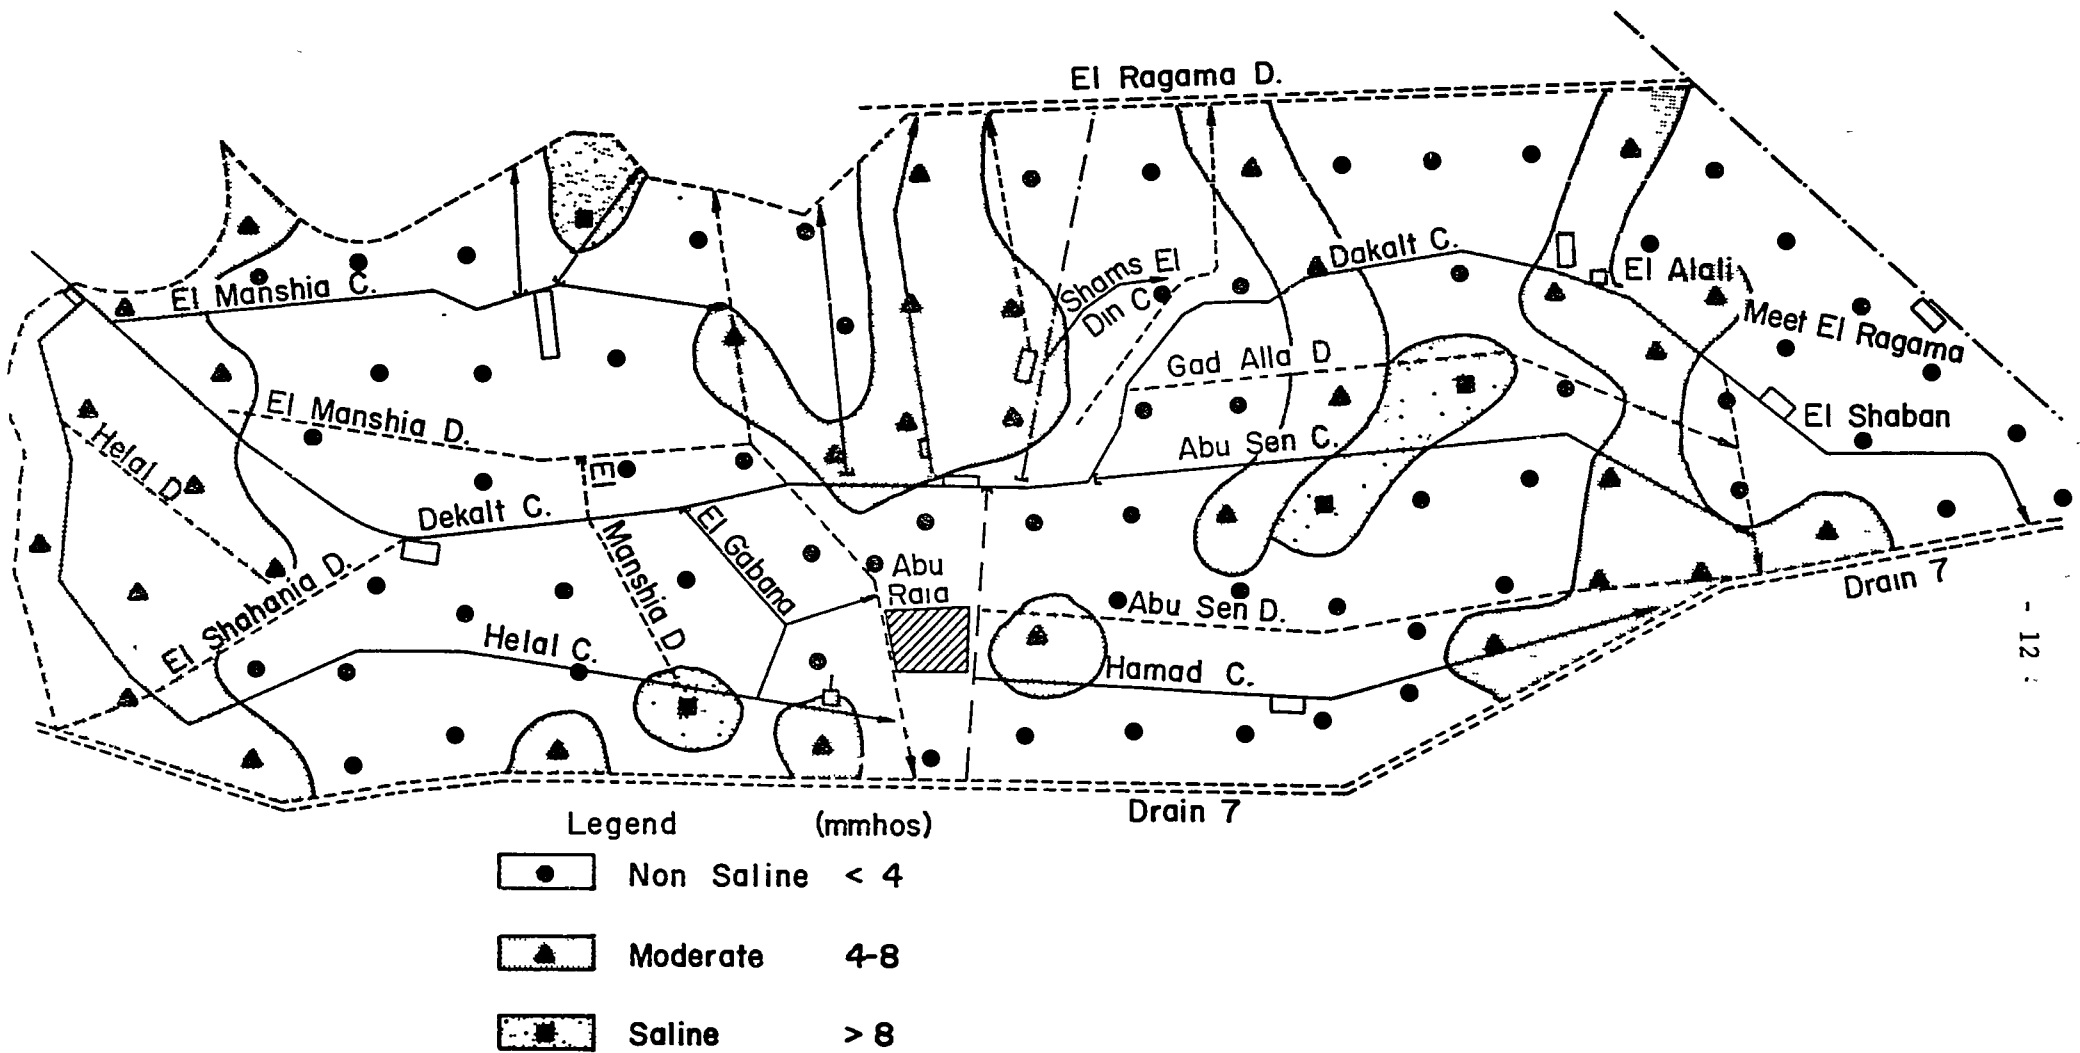 El Ragama D.
El Manshia C.
Shams El
Din C.
Dakalt C.
El Alali
Meet El Ragama
El Shaban
Gad Alla D
Abu Sen C.
El Manshia D.
Helal D
Dekalt C.
El
Manshia D
El Gabana
Abu
Raia
El Shahania D.
Helal C.
Abu Sen D.
Hamad C.
Drain 7
Drain 7
- 12 -
Legend (mmhos)
Non Saline < 4
Moderate 4-8
Saline > 8